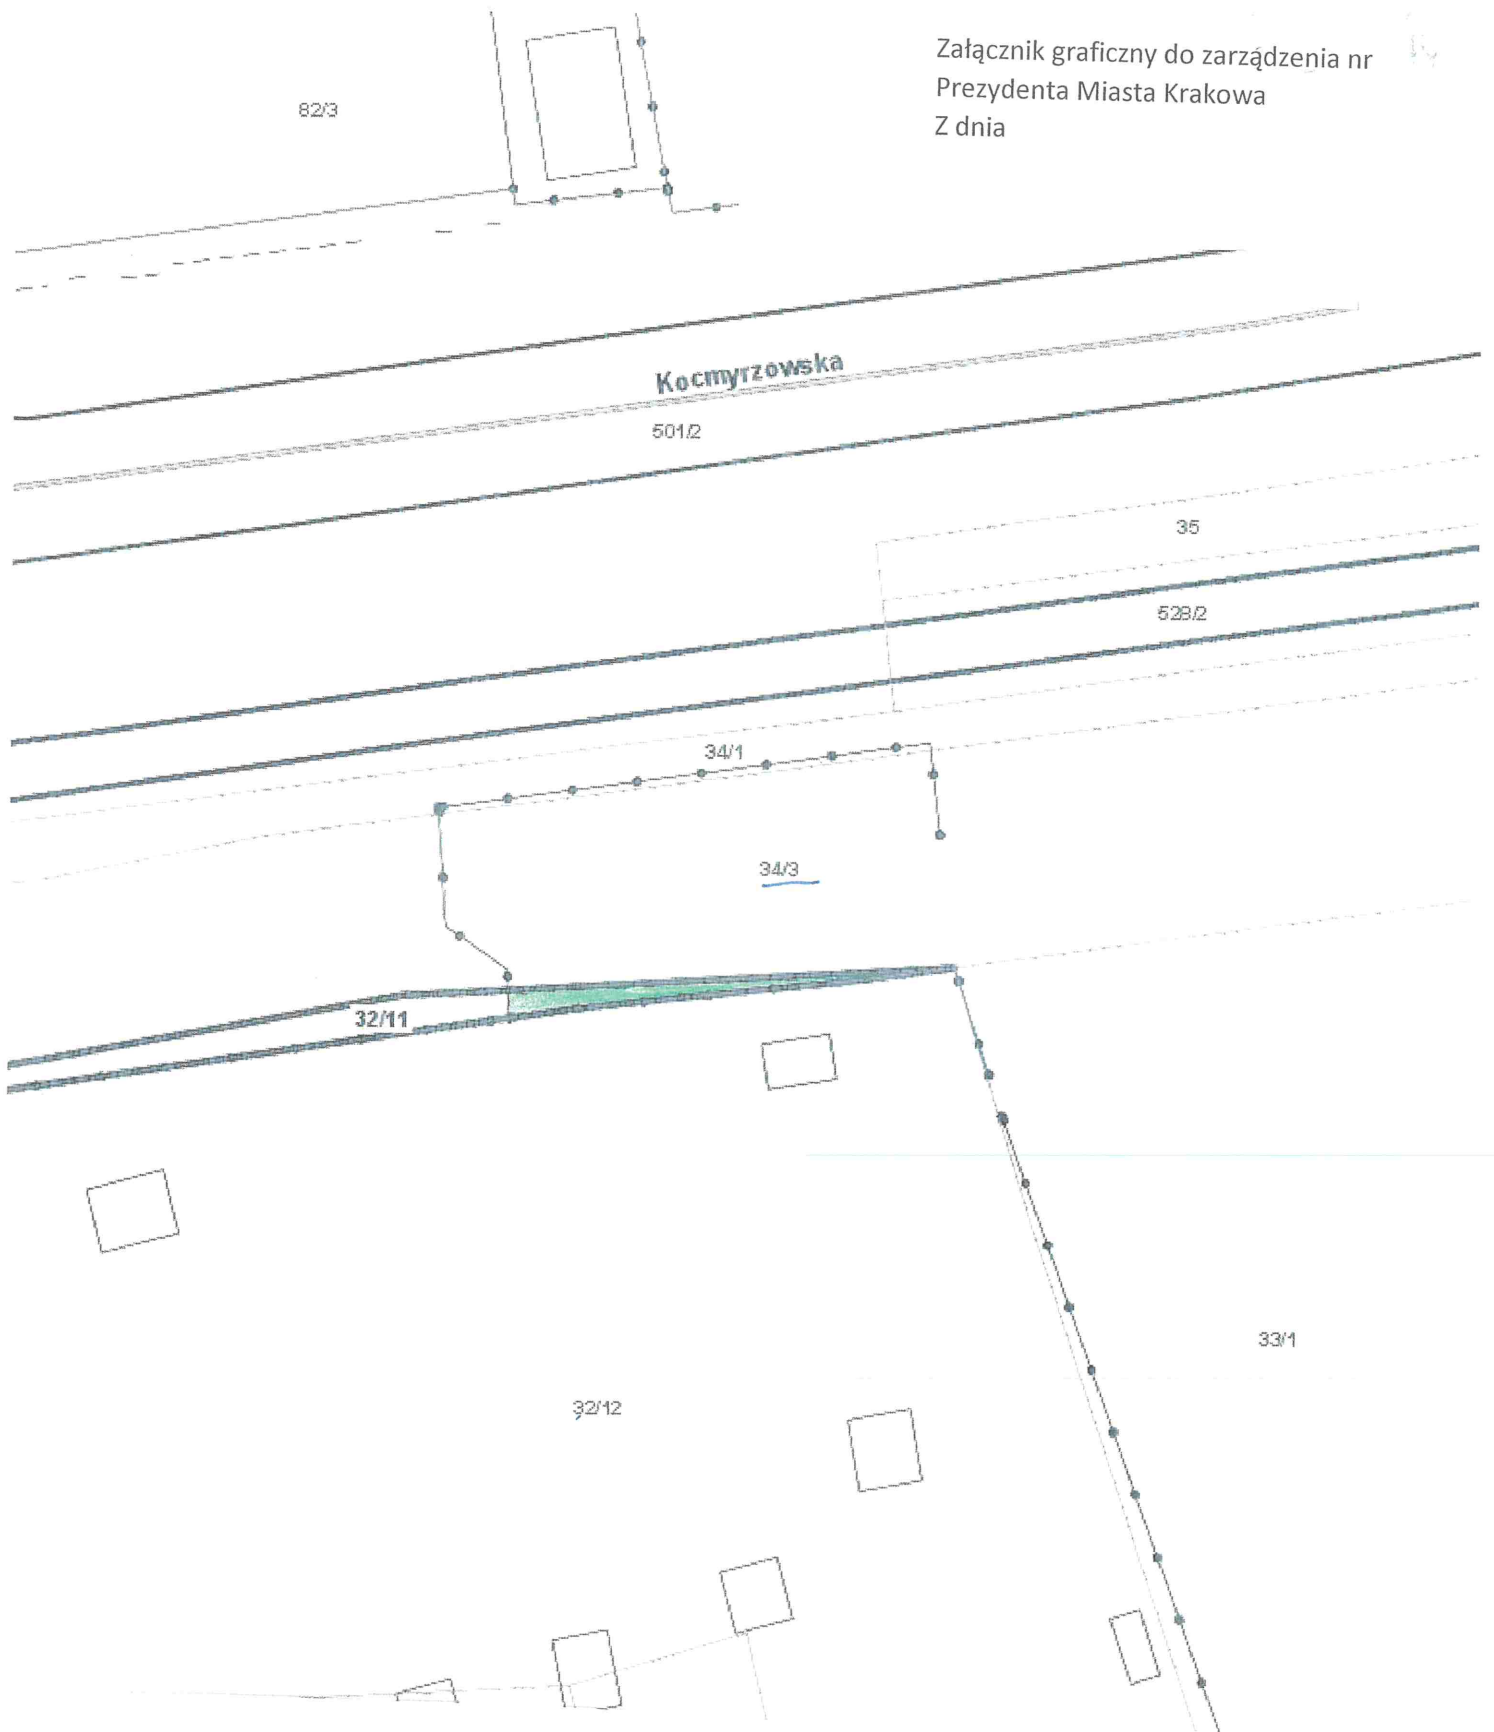 Załącznik graficzny do zarządzenia nr
Prezydenta Miasta Krakowa
Z dnia
82/3
Kocmyrzowska
501/2
35
528/2
34/1
34/3
32/11
33/1
32/12